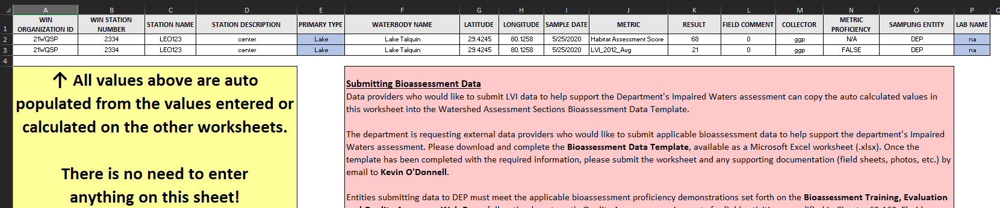 A B C D E F G H I J K L M N O P
1 WIN ORGANIZATION ID WIN STATION NUMBER STATION NAME STATION DESCRIPTION PRIMARY TYPE WATERBODY NAME LATITUDE LONGITUDE SAMPLE DATE METRIC RESULT FIELD COMMENT COLLECTOR METRIC PROFICIENCY SAMPLING ENTITY LAB NAME
2 21WQSP 2334 LEO123 center Lake Lake Talquin 29.4245 80.1258 5/25/2020 Habitat Assessment Score 68 0 ggp N/A DEP na
3 21WQSP 2334 LEO123 center Lake Lake Talquin 29.4245 80.1258 5/25/2020 LVI_2012_Avg 21 0 ggp FALSE DEP na
4
↑ All values above are auto
populated from the values entered or
calculated on the other worksheets.
There is no need to enter
anything on this sheet!
Submitting Bioassessment Data
Data providers who would like to submit LVI data to help support the Department's Impaired Waters assessment can copy the auto calculated values in
this worksheet into the Watershed Assessment Sections Bioassessment Data Template.
The department is requesting external data providers who would like to submit applicable bioassessment data to help support the department's Impaired
Waters assessment. Please download and complete the Bioassessment Data Template, available as a Microsoft Excel worksheet (.xlsx). Once the
template has been completed with the required information, please submit the worksheet and any supporting documentation (field sheets, photos, etc.) by
email to Kevin O'Donnell.
Entities submitting data to DEP must meet the applicable bioassessment proficiency demonstrations set forth on the Bioassessment Training, Evaluation